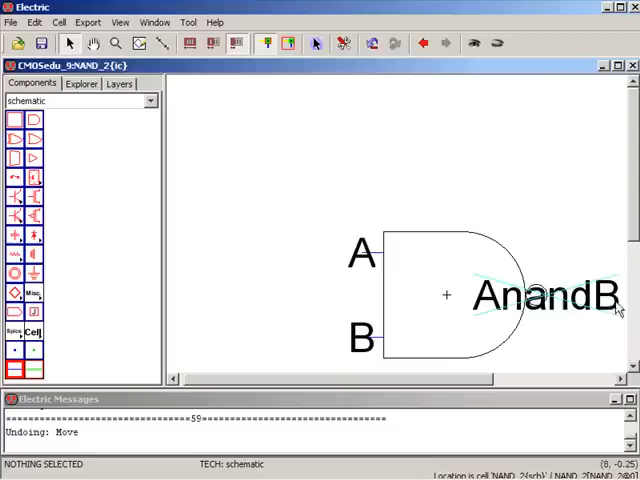 Electric
File Edit Cell Export View Window Tool Help
CMOSedu_9:NAND_2{ic}
Components Explorer Layers
schematic
Misc.
Spice Cell
A
AnandB
B
Electric Messages
================================59================================
Undoing: Move
NOTHING SELECTED TECH: schematic (8, -0.25)
Location is cell 'NAND_2{sch}' ( NAND_2[NAND_2@0]